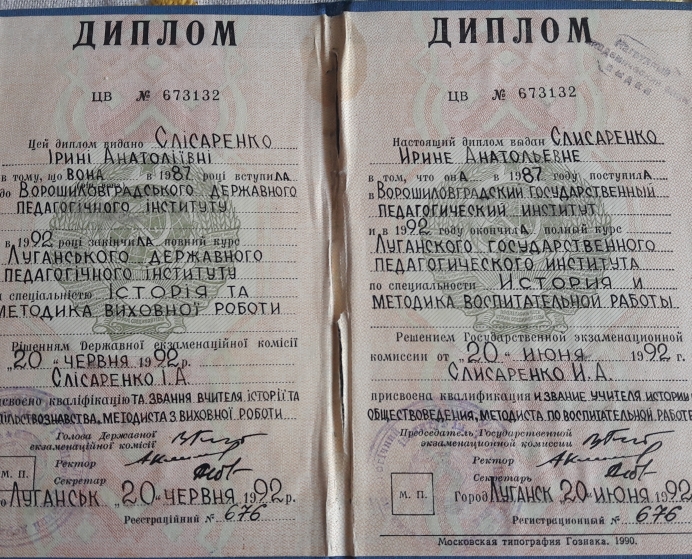 ДИПЛОМ
ЦВ № 673132
Цей диплом видано СЛІСАРЕНКО
ІРИНІ АНАТОЛІЇВНІ
в тому, що ВОНА в 1987 році вступиЛА
до ВОРОШИЛОВГРАДСЬКОГО ДЕРЖАВНОГО
ПЕДАГОГІЧНОГО ІНСТИТУТУ
в 1992 році закінчиЛА повний курс
ЛУГАНСЬКОГО ДЕРЖАВНОГО
ПЕДАГОГІЧНОГО ІНСТИТУТУ
спеціальністю ІСТОРІЯ ТА
МЕТОДИКА ВИХОВНОЇ РОБОТИ
Рішенням Державної екзаменаційної комісії
„20“ ЧЕРВНЯ 1992 р.
СЛІСАРЕНКО І.А.
кваліфікацію ТА ЗВАННЯ ВЧИТЕЛЯ ІСТОРІЇ ТА
МЕТОДИСТА З ВИХОВНОЇ РОБОТИ
Голова Державної
екзаменаційної комісії
Ректор
Секретар
М. П.
ЛУГАНСЬК „20“ ЧЕРВНЯ 1992 р.
Реєстраційний № 676
ДИПЛОМ
ЦВ № 673132
Настоящий диплом выдан СЛИСАРЕНКО
ИРИНЕ АНАТОЛЬЕВНЕ
в том, что онА в 1987 году поступилА
в ВОРОШИЛОВГРАДСКИЙ ГОСУДАРСТВЕННЫЙ
ПЕДАГОГИЧЕСКИЙ ИНСТИТУТ
и в 1992 году окончилА полный курс
ЛУГАНСКОГО ГОСУДАРСТВЕННОГО
ПЕДАГОГИЧЕСКОГО ИНСТИТУТА
по специальности ИСТОРИЯ И
МЕТОДИКА ВОСПИТАТЕЛЬНОЙ РАБОТЫ
Решением Государственной экзаменационной
комиссии от „20“ ИЮНЯ 1992 г.
СЛИСАРЕНКО И.А.
присвоена квалификация И ЗВАНИЕ УЧИТЕЛЯ ИСТОРИИ И
ОБЩЕСТВОВЕДЕНИЯ, МЕТОДИСТА ПО ВОСПИТАТЕЛЬНОЙ РАБОТЕ
Председатель Государственной
экзаменационной комиссии
Ректор
Секретарь
М. П.
Город ЛУГАНСК „20“ ИЮНЯ 1992
Регистрационный № 676
Московская типография Гознака. 1990.